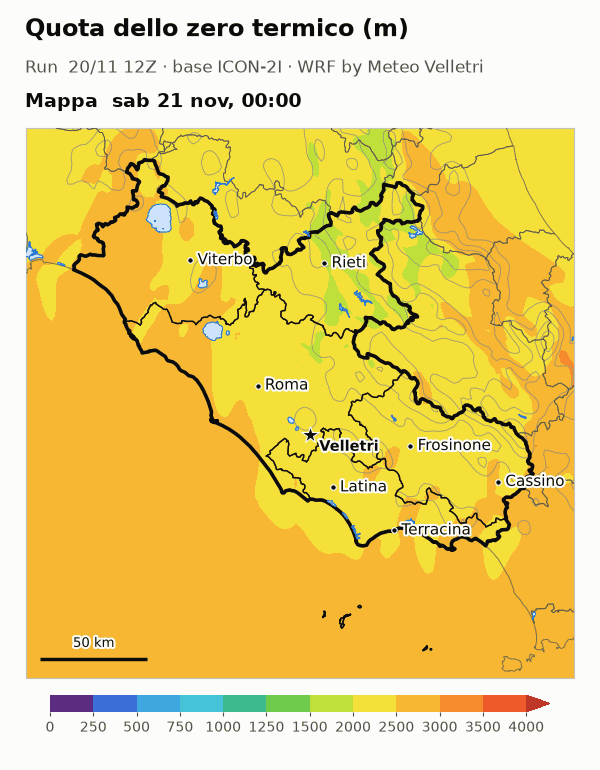 Quota dello zero termico (m)
Run 20/11 12Z · base ICON-2I · WRF by Meteo Velletri
Mappa sab 21 nov, 00:00
Viterbo
Rieti
Roma
Velletri
Frosinone
Cassino
Latina
Terracina
50 km
0 250 500 750 1000 1250 1500 2000 2500 3000 3500 4000